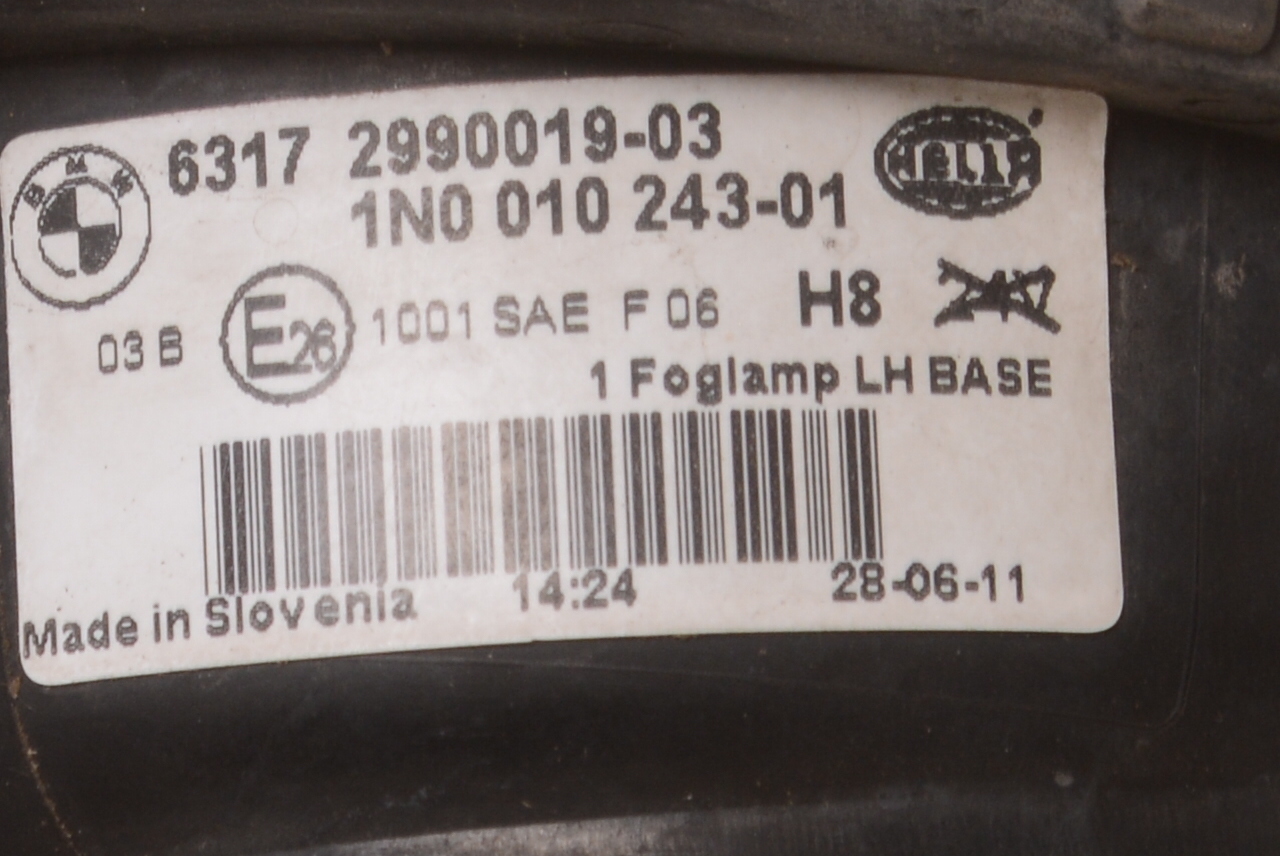 BMW
6317 2990019-03
1N0 010 243-01
HELLA
03 B E26 1001 SAE F 06 H8
1 Foglamp LH BASE
Made in Slovenia 14:24 28-06-11